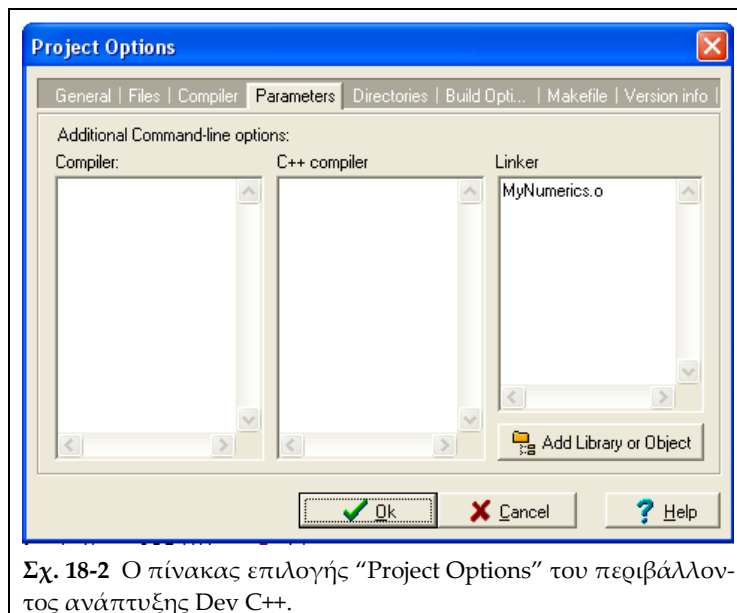 Project Options
General | Files | Compiler | Parameters | Directories | Build Opti... | Makefile | Version info |
Additional Command-line options:
Compiler: C++ compiler Linker
MyNumerics.o
Add Library or Object
Ok Cancel Help
Σχ. 18-2 Ο πίνακας επιλογής “Project Options” του περιβάλλον-
τος ανάπτυξης Dev C++.